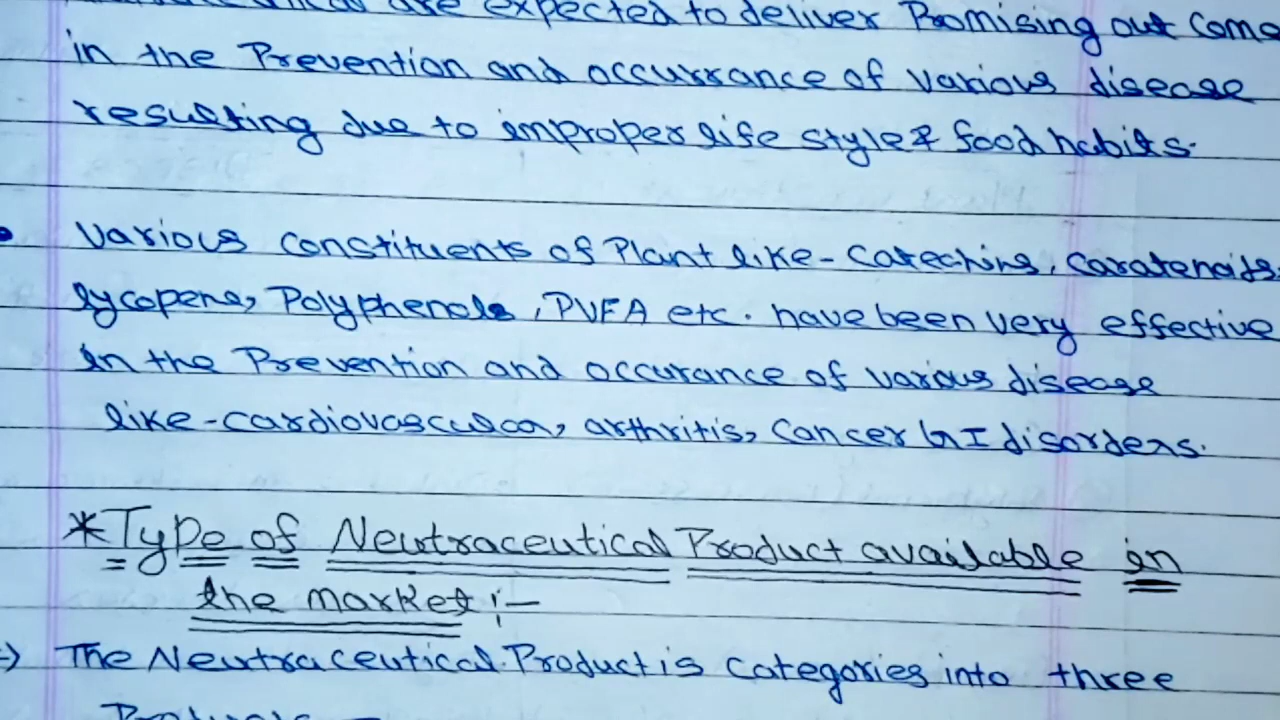 are expected to deliver Promising out come
in the Prevention and occurrance of various disease
resulting due to improper life style & food habits.
Various constituents of Plant like - Catechins, Caratenoids,
lycopene, Polyphenols, PUFA etc. have been very effective
in the Prevention and occurance of various disease
like - cardiovascular, arthritis, Cancer GI disorders.
* Type of Neutraceutical Product available in
the market :-
The Neutraceutical Product is categories into three